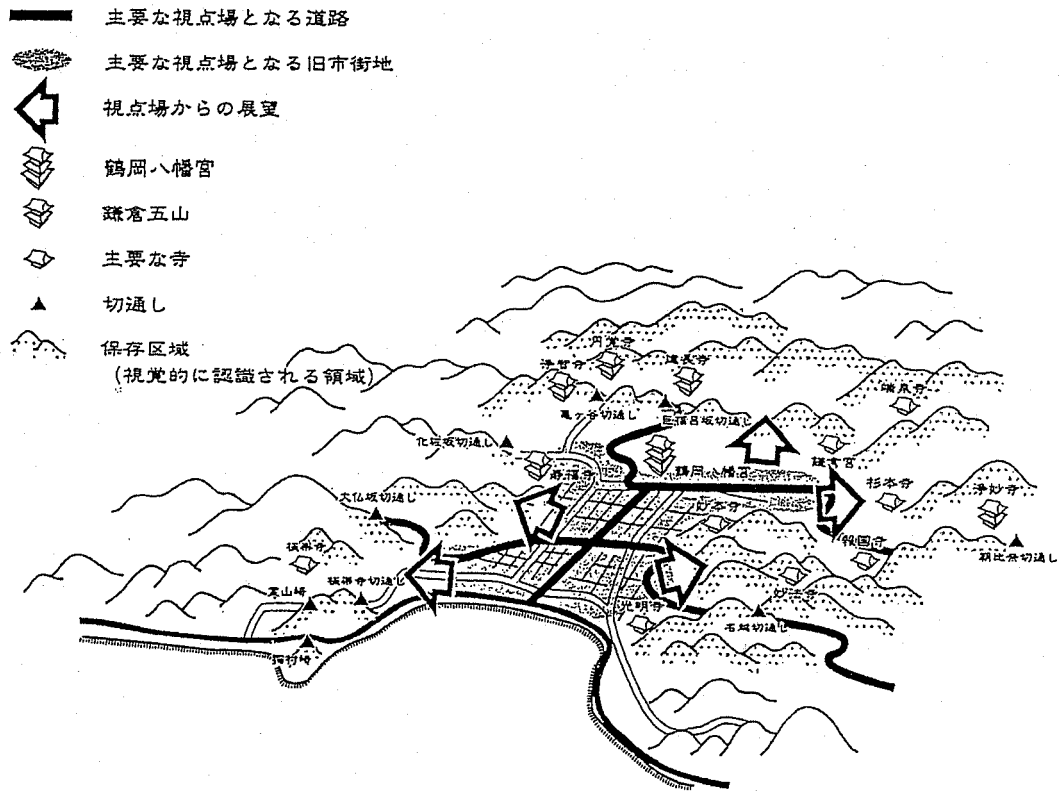 主要な視点場となる道路
主要な視点場となる旧市街地
視点場からの展望
鶴岡八幡宮
鎌倉五山
主要な寺
切通し
保存区域
(視覚的に認識される領域)
円覚寺
浄智寺
建長寺
瑞泉寺
亀ヶ谷切通し
巨福呂坂切通し
化粧坂切通し
鶴岡八幡宮
鎌倉宮
寿福寺
杉本寺
浄妙寺
大仏坂切通し
妙本寺
報国寺
朝比奈切通し
極楽寺
極楽寺切通し
霊山崎
妙法寺
光明寺
名越切通し
稲村崎